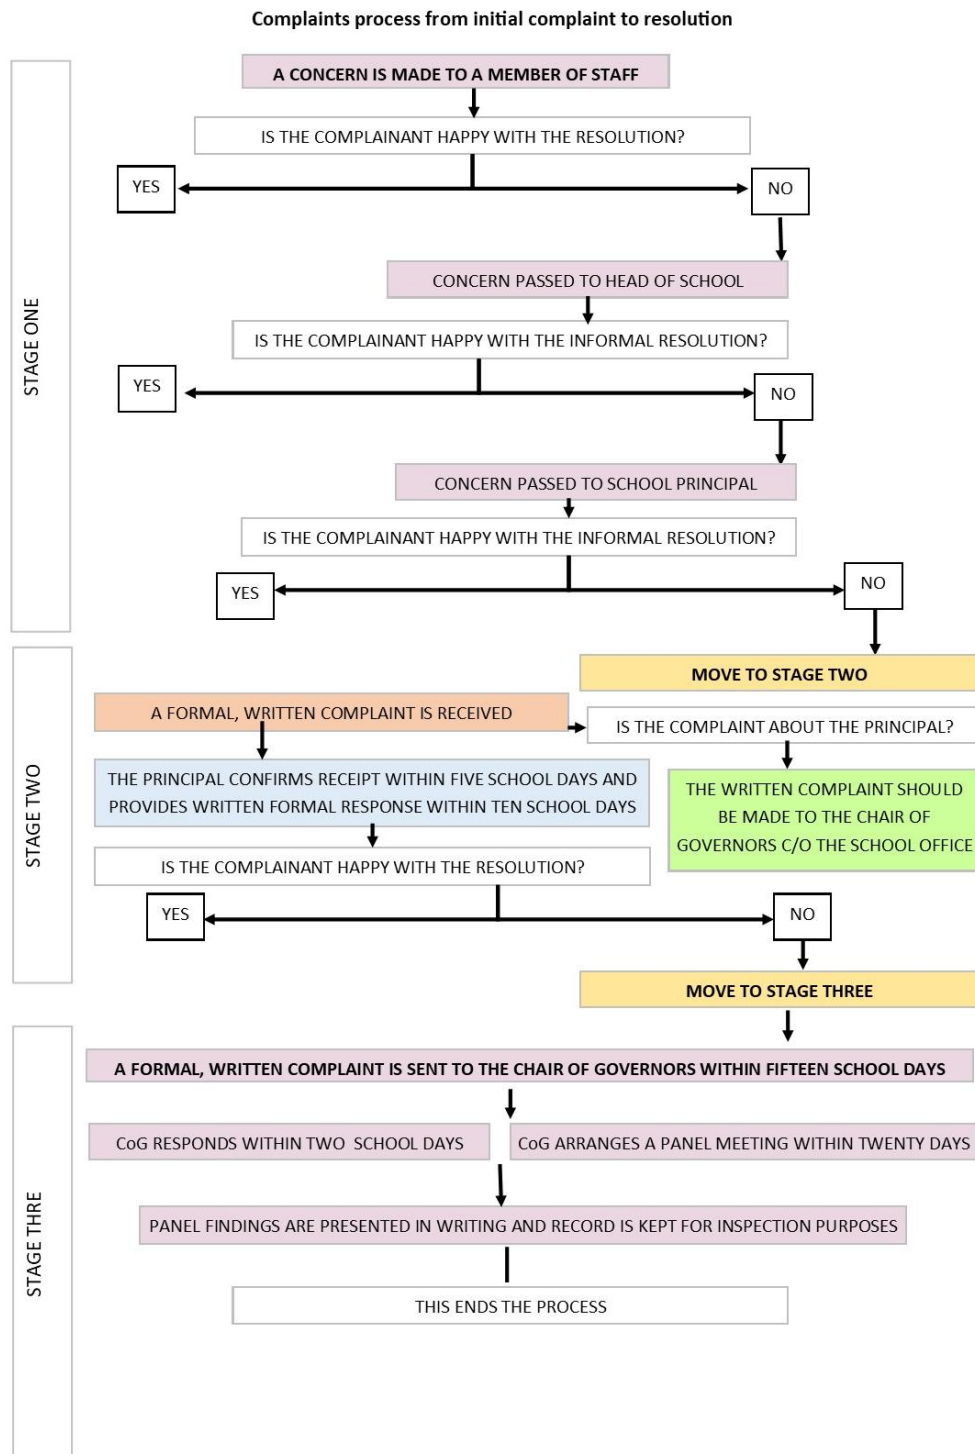 Complaints process from initial complaint to resolution
STAGE ONE
A CONCERN IS MADE TO A MEMBER OF STAFF
IS THE COMPLAINANT HAPPY WITH THE RESOLUTION?
YES
NO
CONCERN PASSED TO HEAD OF SCHOOL
IS THE COMPLAINANT HAPPY WITH THE INFORMAL RESOLUTION?
YES
NO
CONCERN PASSED TO SCHOOL PRINCIPAL
IS THE COMPLAINANT HAPPY WITH THE INFORMAL RESOLUTION?
YES
NO
STAGE TWO
MOVE TO STAGE TWO
A FORMAL, WRITTEN COMPLAINT IS RECEIVED
IS THE COMPLAINT ABOUT THE PRINCIPAL?
THE PRINCIPAL CONFIRMS RECEIPT WITHIN FIVE SCHOOL DAYS AND
PROVIDES WRITTEN FORMAL RESPONSE WITHIN TEN SCHOOL DAYS
THE WRITTEN COMPLAINT SHOULD
BE MADE TO THE CHAIR OF
GOVERNORS C/O THE SCHOOL OFFICE
IS THE COMPLAINANT HAPPY WITH THE RESOLUTION?
YES
NO
MOVE TO STAGE THREE
STAGE THRE
A FORMAL, WRITTEN COMPLAINT IS SENT TO THE CHAIR OF GOVERNORS WITHIN FIFTEEN SCHOOL DAYS
CoG RESPONDS WITHIN TWO SCHOOL DAYS
CoG ARRANGES A PANEL MEETING WITHIN TWENTY DAYS
PANEL FINDINGS ARE PRESENTED IN WRITING AND RECORD IS KEPT FOR INSPECTION PURPOSES
THIS ENDS THE PROCESS